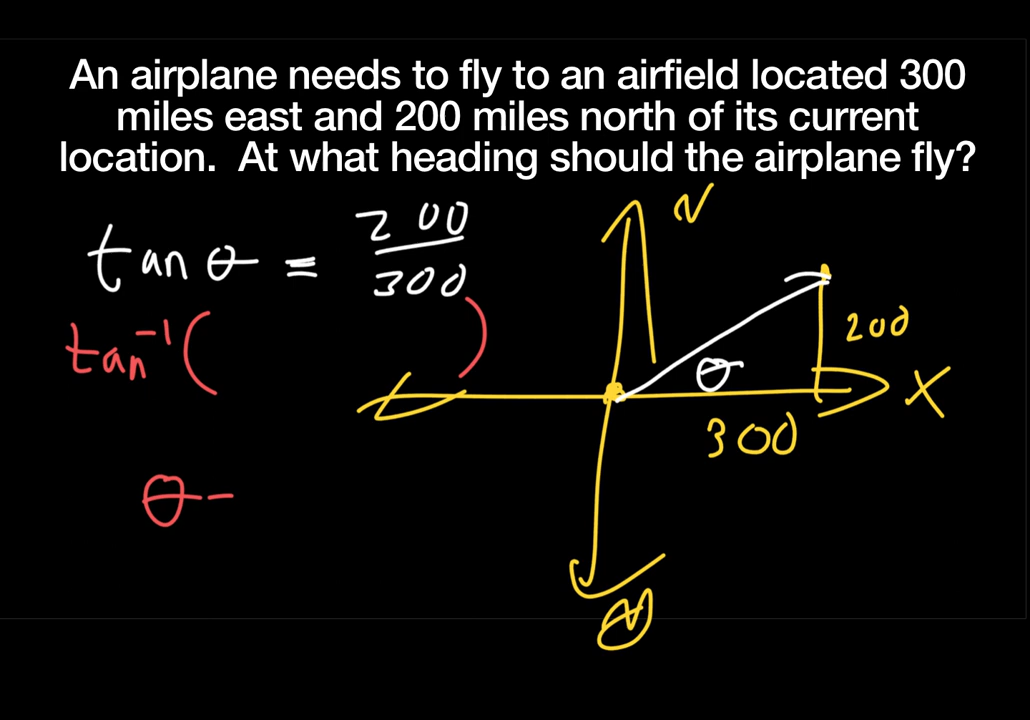 An airplane needs to fly to an airfield located 300
miles east and 200 miles north of its current
location. At what heading should the airplane fly?
N
tan θ = 200/300
tan⁻¹( )
200
θ
X
300
θ-